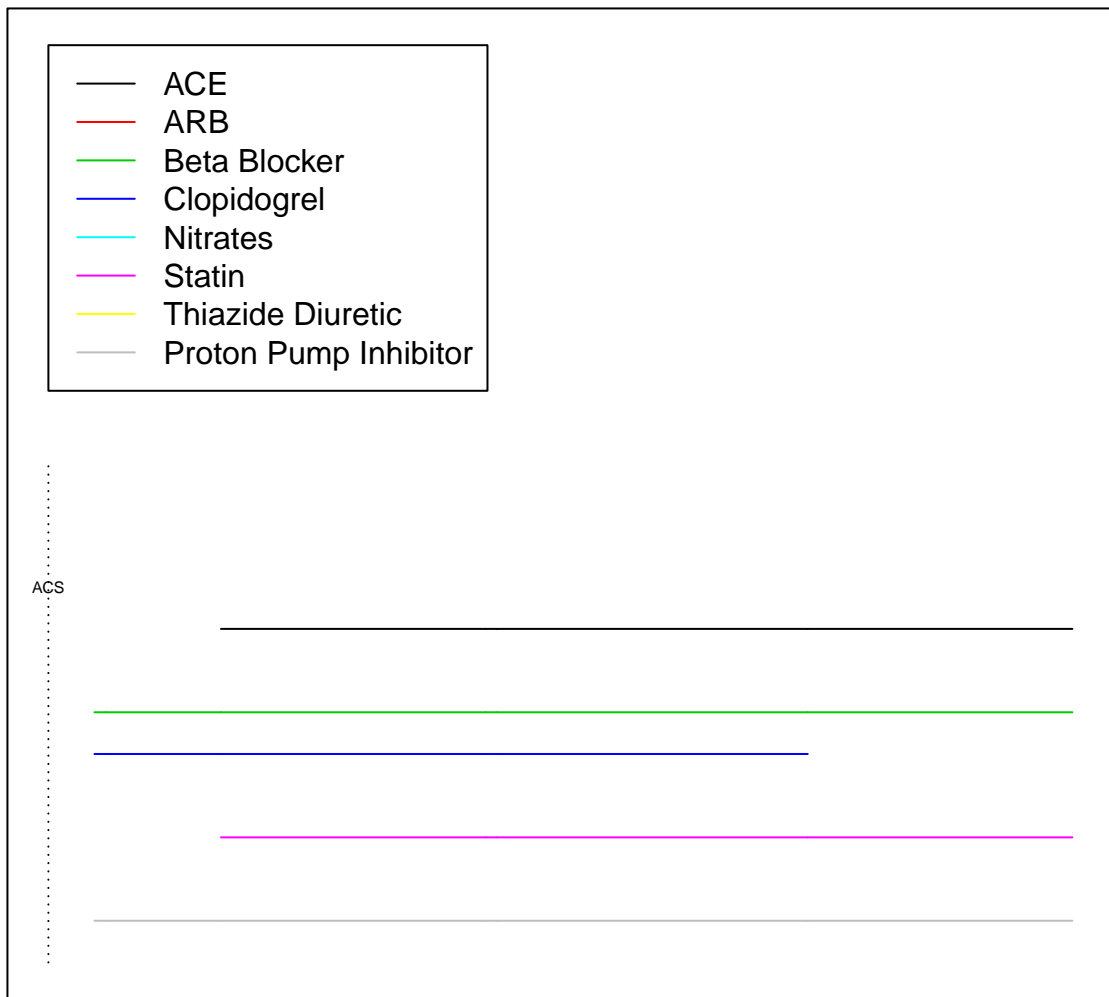 ACE
ARB
Beta Blocker
Clopidogrel
Nitrates
Statin
Thiazide Diuretic
Proton Pump Inhibitor
ACS